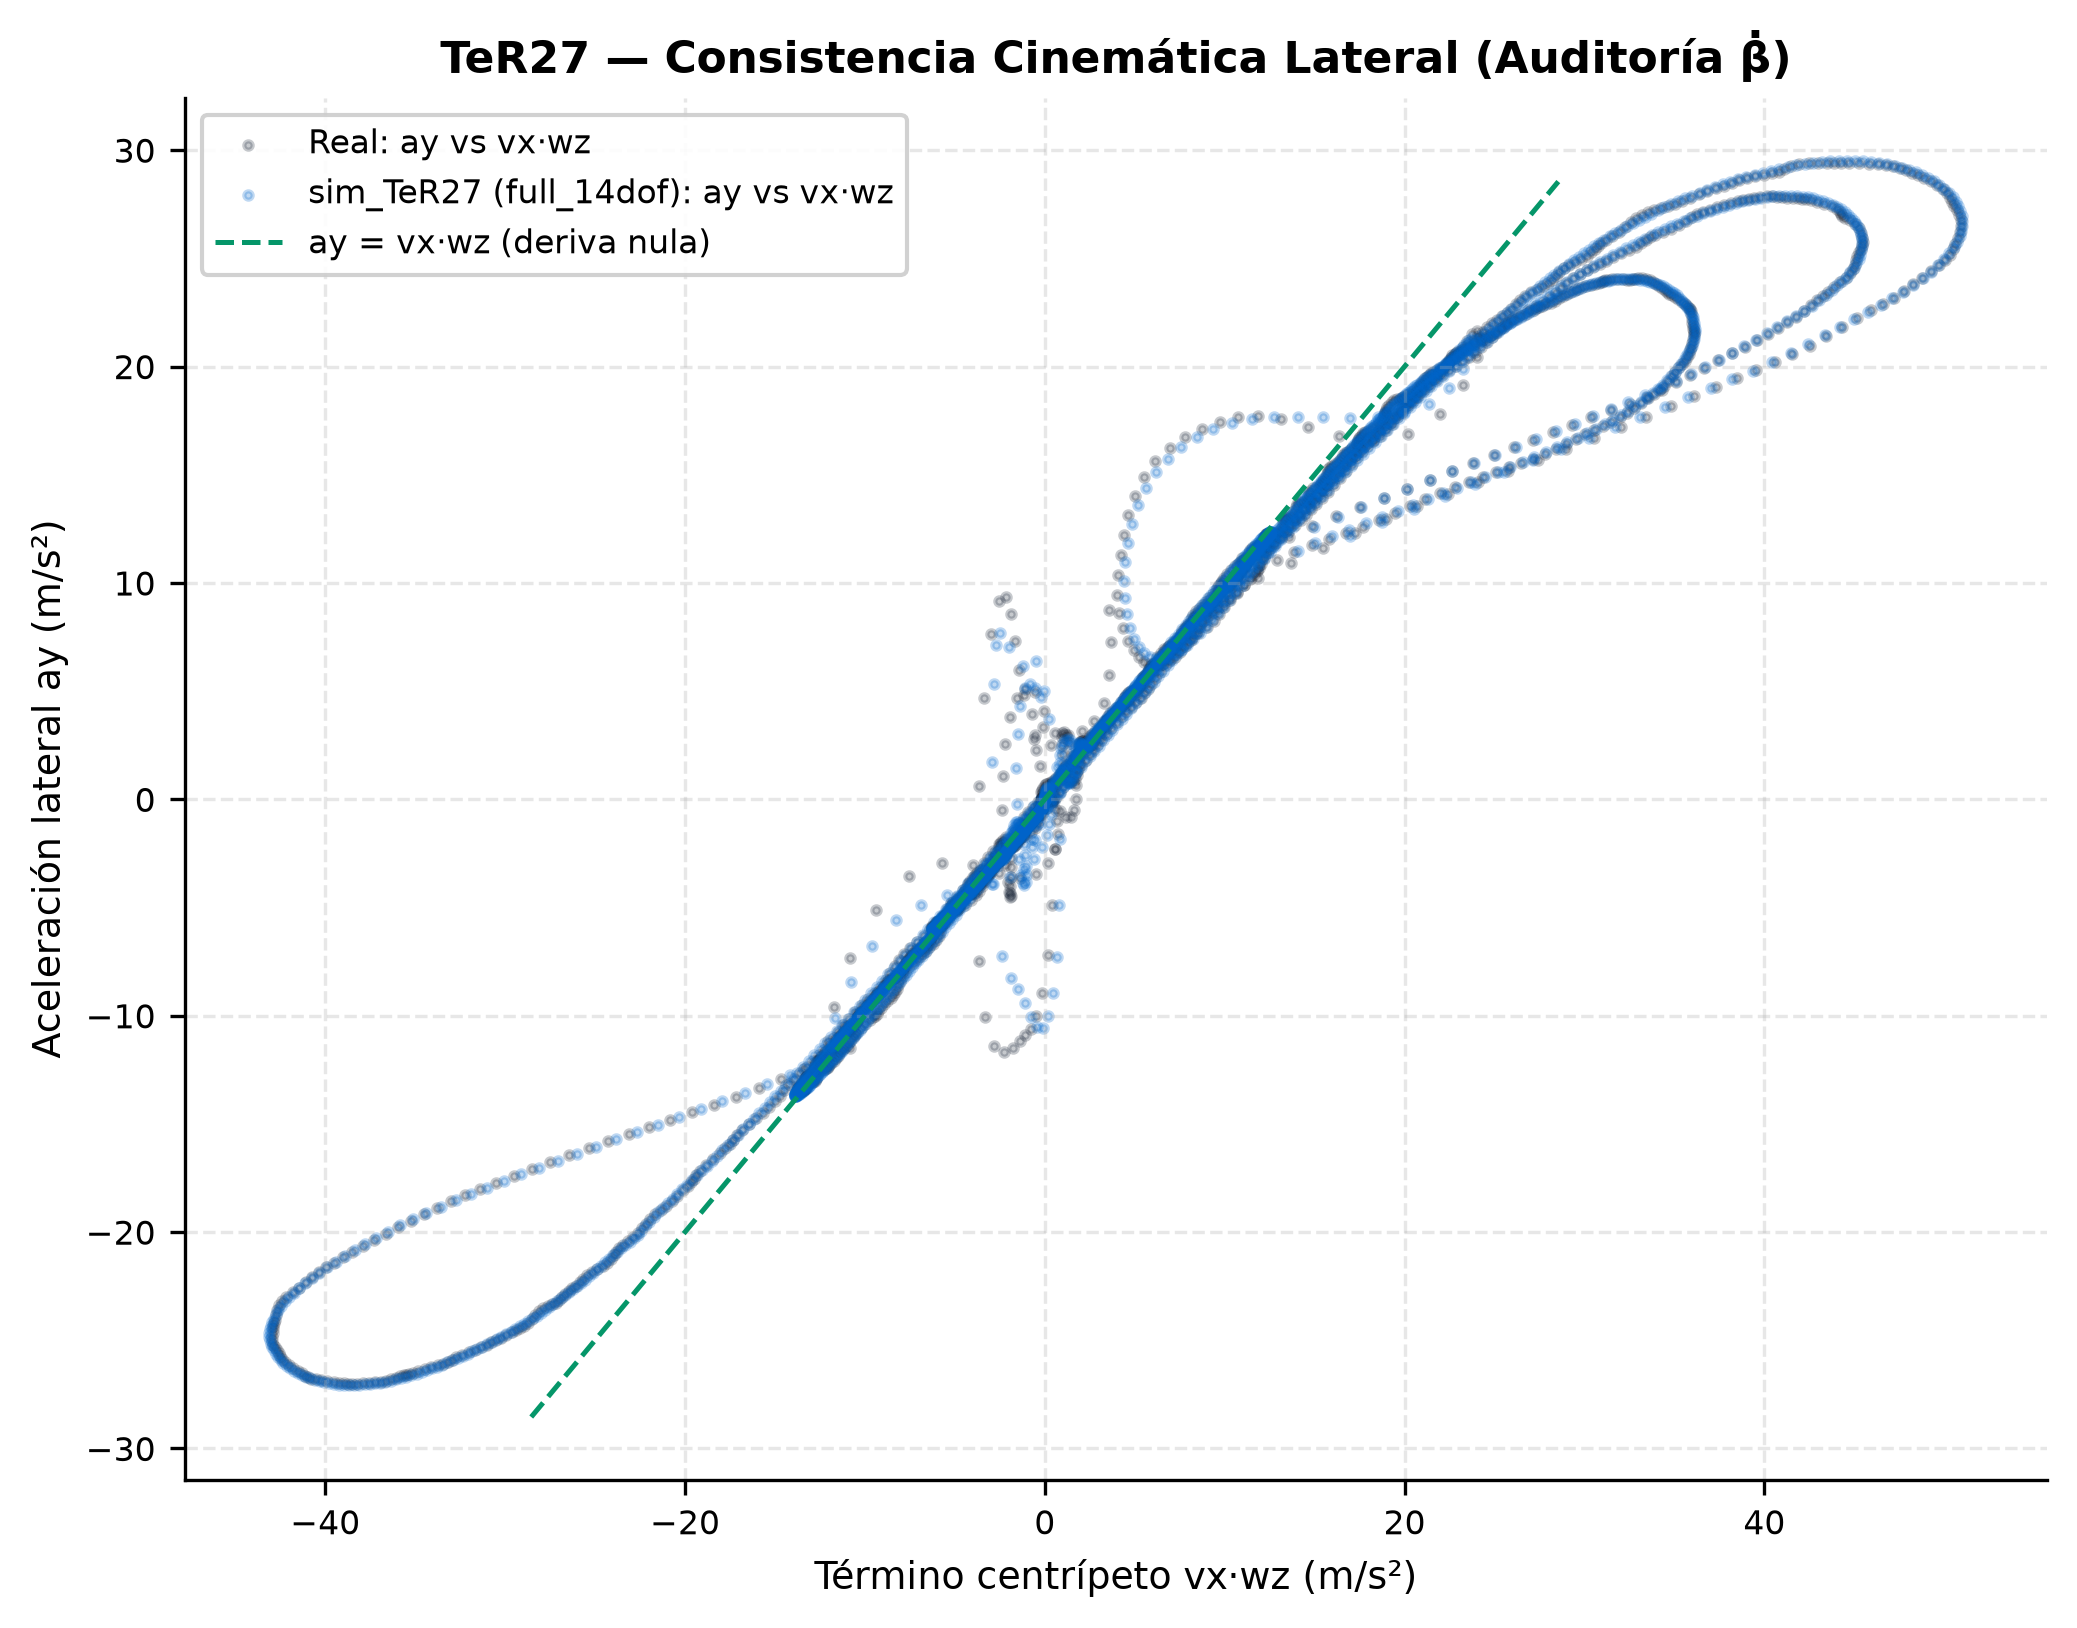 TeR27 — Consistencia Cinemática Lateral (Auditoría β̇)
Real: ay vs vx·wz
sim_TeR27 (full_14dof): ay vs vx·wz
ay = vx·wz (deriva nula)
30
20
10
0
−10
−20
−30
Aceleración lateral ay (m/s²)
−40
−20
0
20
40
Término centrípeto vx·wz (m/s²)